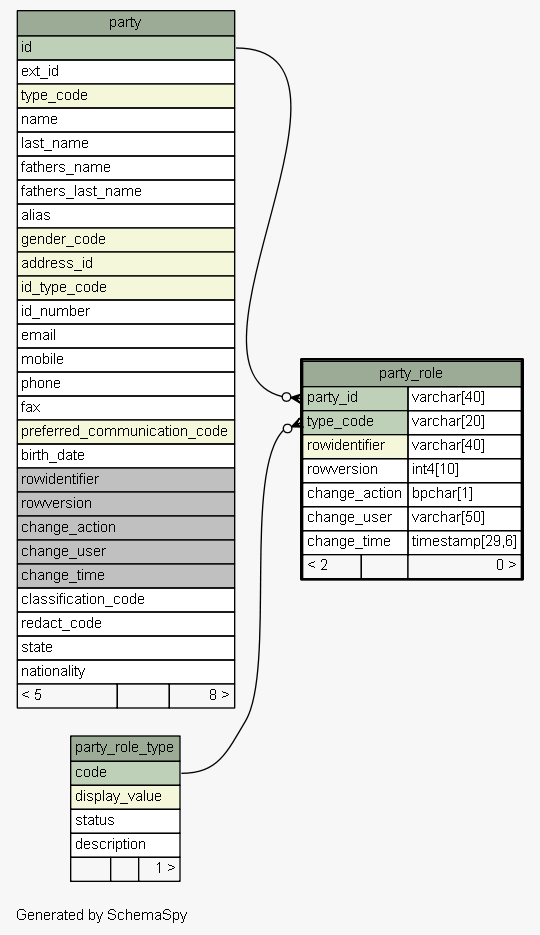 party
id
ext_id
type_code
name
last_name
fathers_name
fathers_last_name
alias
gender_code
address_id
id_type_code
id_number
email
mobile
phone
fax
preferred_communication_code
birth_date
rowidentifier
rowversion
change_action
change_user
change_time
classification_code
redact_code
state
nationality
< 5 8 >
party_role
party_id varchar[40]
type_code varchar[20]
rowidentifier varchar[40]
rowversion int4[10]
change_action bpchar[1]
change_user varchar[50]
change_time timestamp[29,6]
< 2 0 >
party_role_type
code
display_value
status
description
1 >
Generated by SchemaSpy